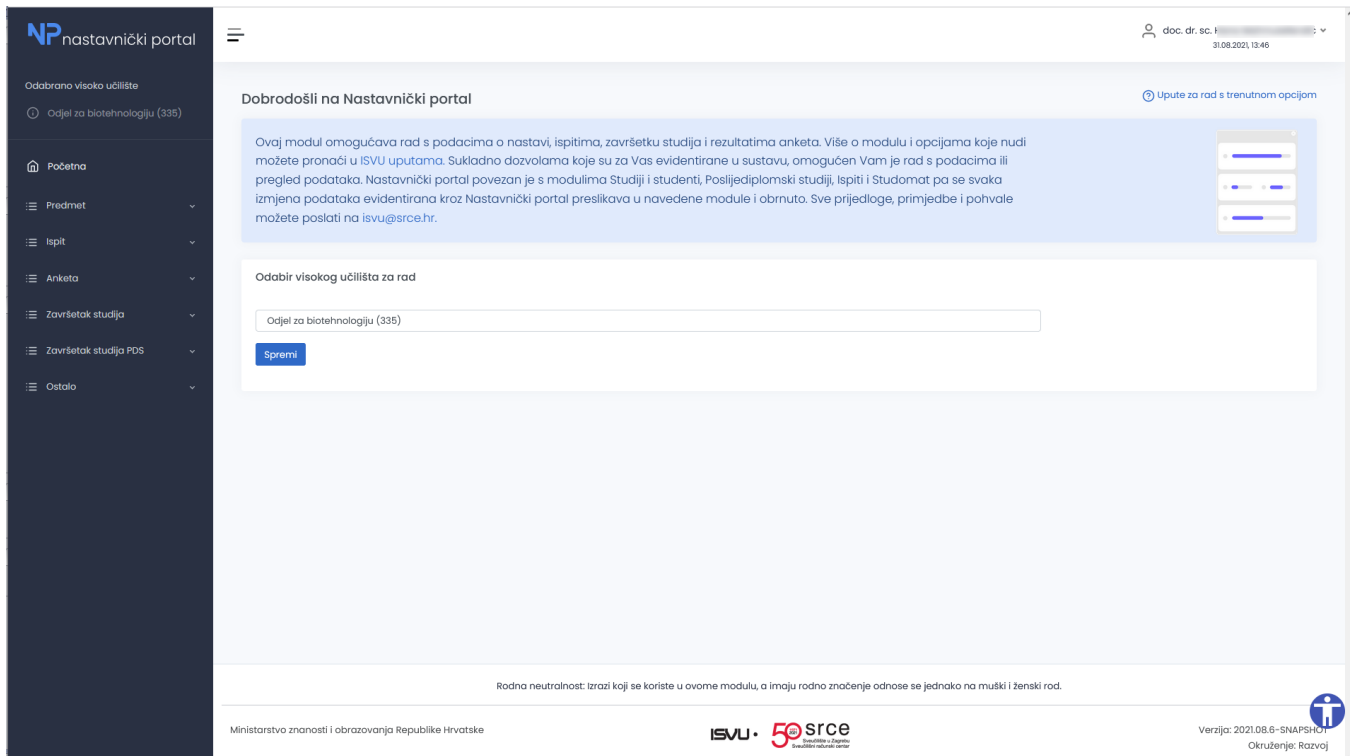 NP nastavnički portal
Odabrano visoko učilište
Odjel za biotehnologiju (335)
Početna
Predmet
Ispit
Anketa
Završetak studija
Završetak studija PDS
Ostalo
doc. dr. sc.
31.08.2021, 13:46
Dobrodošli na Nastavnički portal
Upute za rad s trenutnom opcijom
Ovaj modul omogućava rad s podacima o nastavi, ispitima, završetku studija i rezultatima anketa. Više o modulu i opcijama koje nudi
možete pronaći u ISVU uputama. Sukladno dozvolama koje su za Vas evidentirane u sustavu, omogućen Vam je rad s podacima ili
pregled podataka. Nastavnički portal povezan je s modulima Studiji i studenti, Poslijediplomski studiji, Ispiti i Studomat pa se svaka
izmjena podataka evidentirana kroz Nastavnički portal preslikava u navedene module i obrnuto. Sve prijedloge, primjedbe i pohvale
možete poslati na isvu@srce.hr.
Odabir visokog učilišta za rad
Odjel za biotehnologiju (335)
Spremi
Rodna neutralnost: Izrazi koji se koriste u ovome modulu, a imaju rodno značenje odnose se jednako na muški i ženski rod.
Ministarstvo znanosti i obrazovanja Republike Hrvatske
ISVU
50 srce
Sveučilište u Zagrebu
Sveučilišni računski centar
Verzija: 2021.08.6-SNAPSHOT
Okruženje: Razvoj